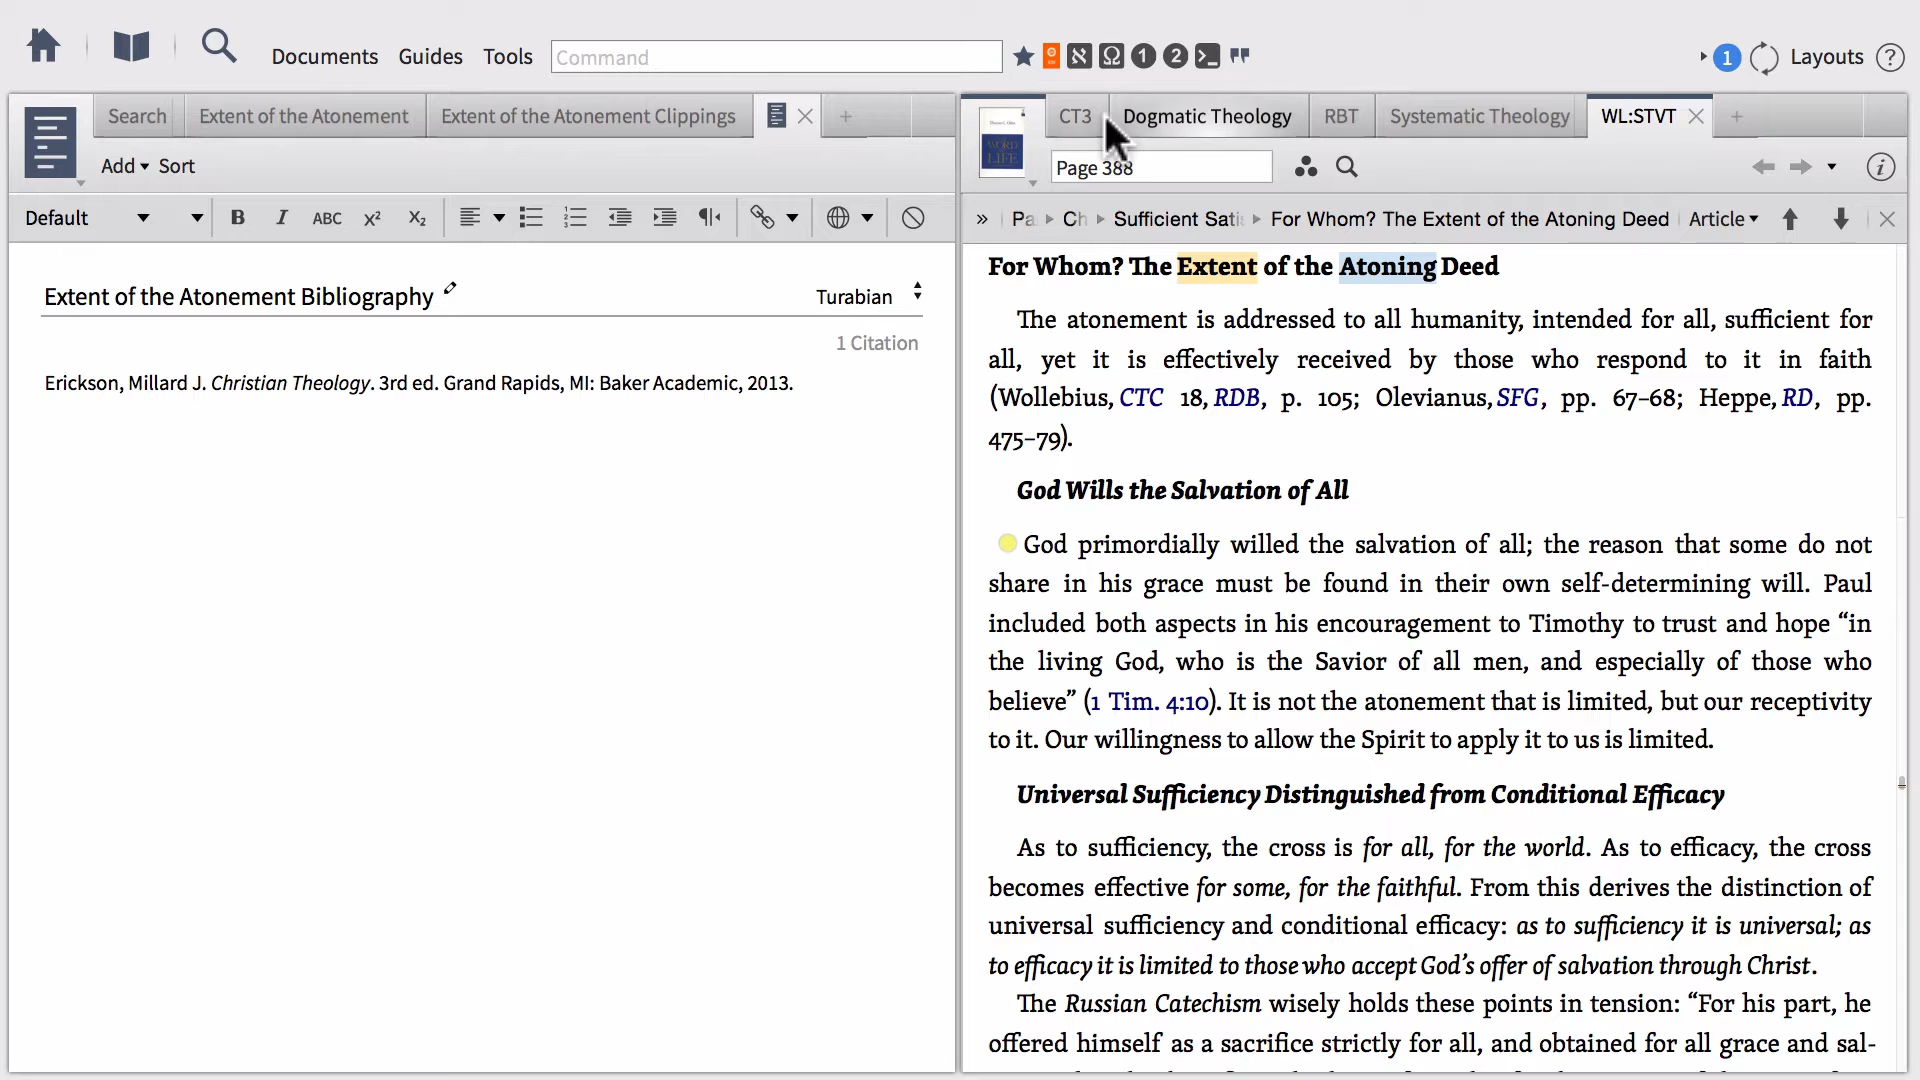 Documents Guides Tools Command 1 2 1 Layouts ?
Search Extent of the Atonement Extent of the Atonement Clippings
CT3 Dogmatic Theology RBT Systematic Theology WL:STVT
WORD
LIFE
Add Sort
Page 388
Default B I ABC X² X₂
» Pa Ch Sufficient Sati For Whom? The Extent of the Atoning Deed Article
Extent of the Atonement Bibliography Turabian
1 Citation
Erickson, Millard J. Christian Theology. 3rd ed. Grand Rapids, MI: Baker Academic, 2013.
For Whom? The Extent of the Atoning Deed
The atonement is addressed to all humanity, intended for all, sufficient for
all, yet it is effectively received by those who respond to it in faith
(Wollebius, CTC 18, RDB, p. 105; Olevianus, SFG, pp. 67–68; Heppe, RD, pp.
475–79).
God Wills the Salvation of All
God primordially willed the salvation of all; the reason that some do not
share in his grace must be found in their own self-determining will. Paul
included both aspects in his encouragement to Timothy to trust and hope “in
the living God, who is the Savior of all men, and especially of those who
believe” (1 Tim. 4:10). It is not the atonement that is limited, but our receptivity
to it. Our willingness to allow the Spirit to apply it to us is limited.
Universal Sufficiency Distinguished from Conditional Efficacy
As to sufficiency, the cross is for all, for the world. As to efficacy, the cross
becomes effective for some, for the faithful. From this derives the distinction of
universal sufficiency and conditional efficacy: as to sufficiency it is universal; as
to efficacy it is limited to those who accept God’s offer of salvation through Christ.
The Russian Catechism wisely holds these points in tension: “For his part, he
offered himself as a sacrifice strictly for all, and obtained for all grace and sal-